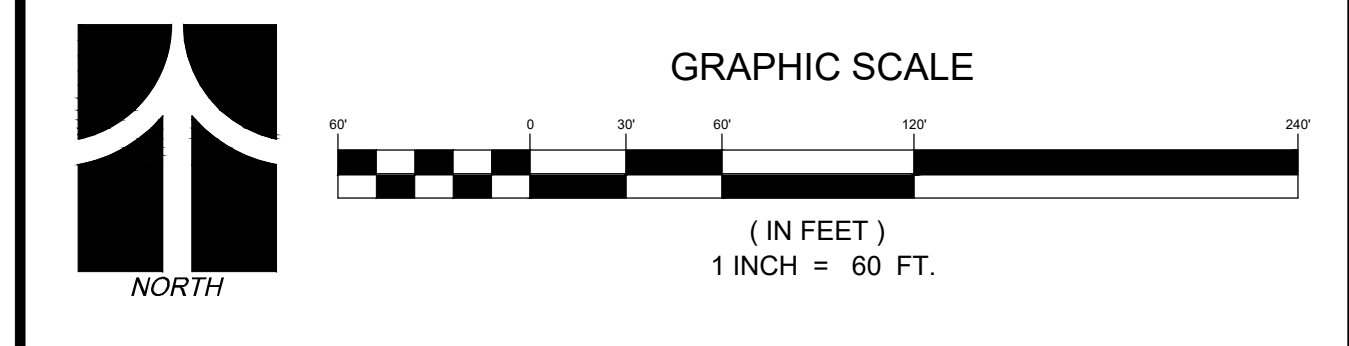 GRAPHIC SCALE
60' 0 30' 60' 120' 240'
( IN FEET )
1 INCH = 60 FT.
NORTH